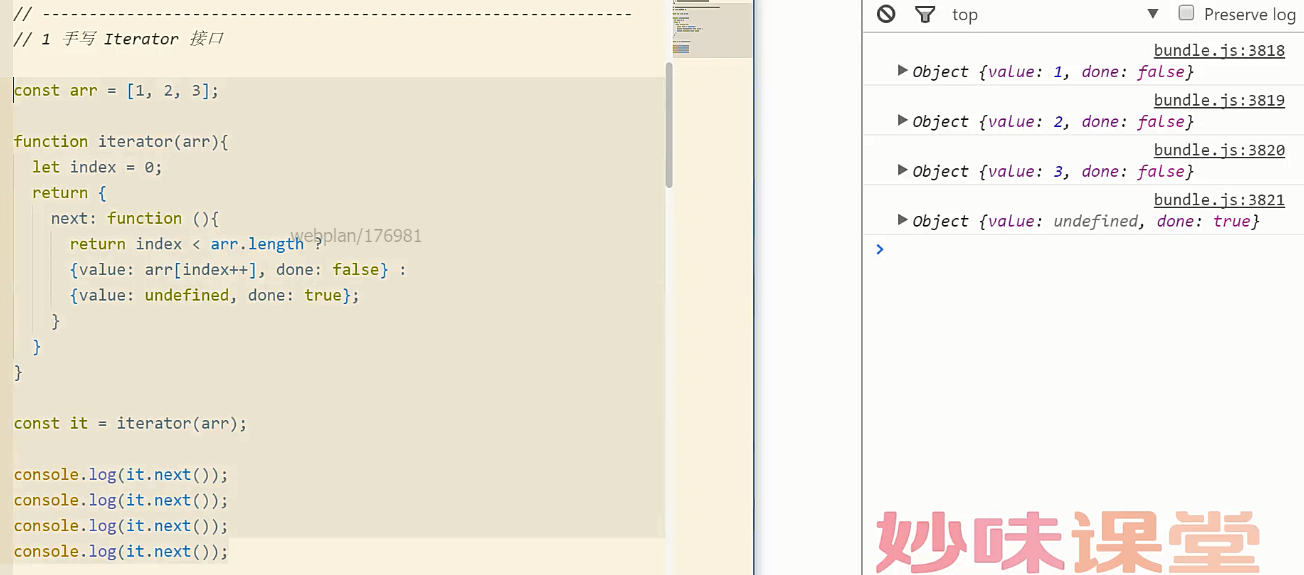 // ---------------------------------------------------------------
// 1 手写 Iterator 接口
const arr = [1, 2, 3];
function iterator(arr){
let index = 0;
return {
next: function (){
return index < arr.length ?
{value: arr[index++], done: false} :
{value: undefined, done: true};
}
}
}
const it = iterator(arr);
console.log(it.next());
console.log(it.next());
console.log(it.next());
console.log(it.next());
webplan/176981
top ▼ Preserve log
bundle.js:3818
Object {value: 1, done: false}
bundle.js:3819
Object {value: 2, done: false}
bundle.js:3820
Object {value: 3, done: false}
bundle.js:3821
Object {value: undefined, done: true}
妙味课堂